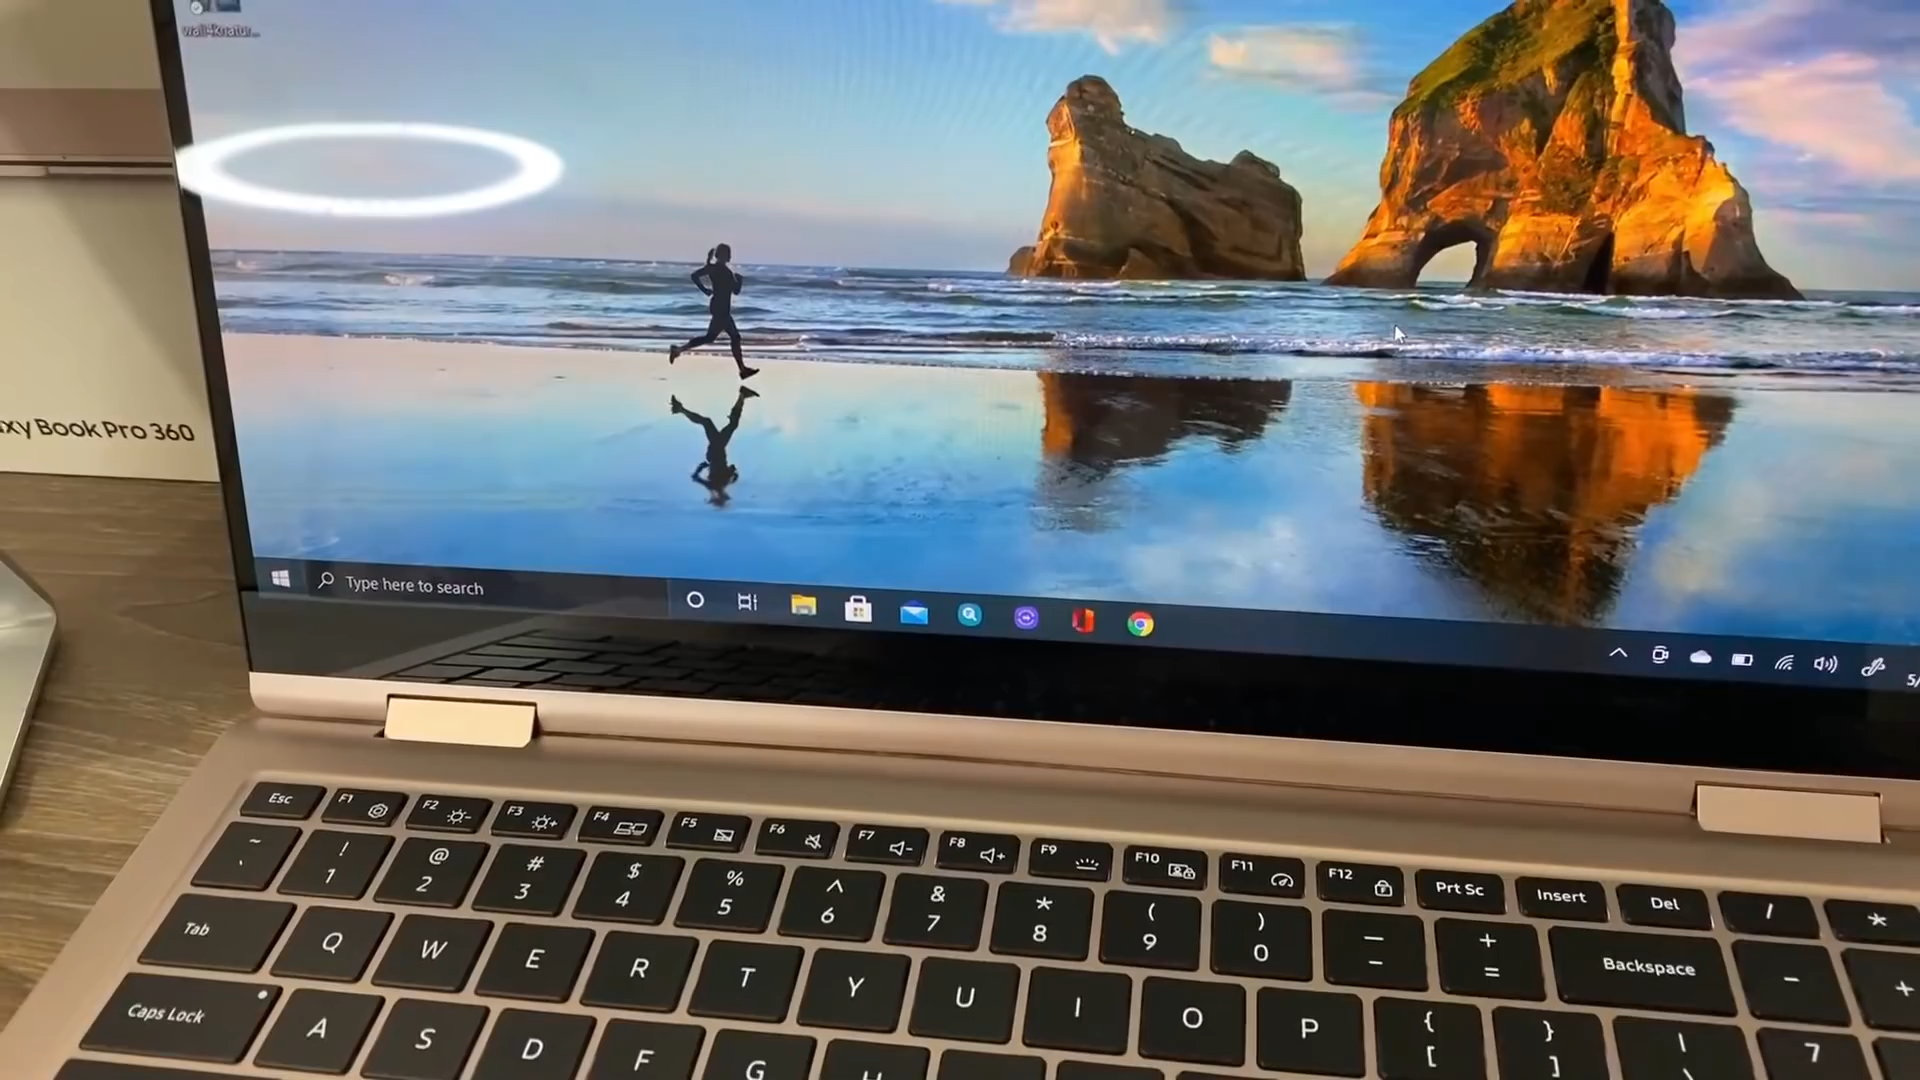 wall4knatur...
xy Book Pro 360
Type here to search
5/
Esc F1 F2 F3 F4 F5 F6 F7 F8 F9 F10 F11 F12 Prt Sc Insert Del / *
~ ` ! 1 @ 2 # 3 $ 4 % 5 ^ 6 & 7 * 8 ( 9 ) 0 — - + = Backspace - +
Tab Q W E R T Y U I O P { [ } ] | \ 7
Caps Lock A S D F G H